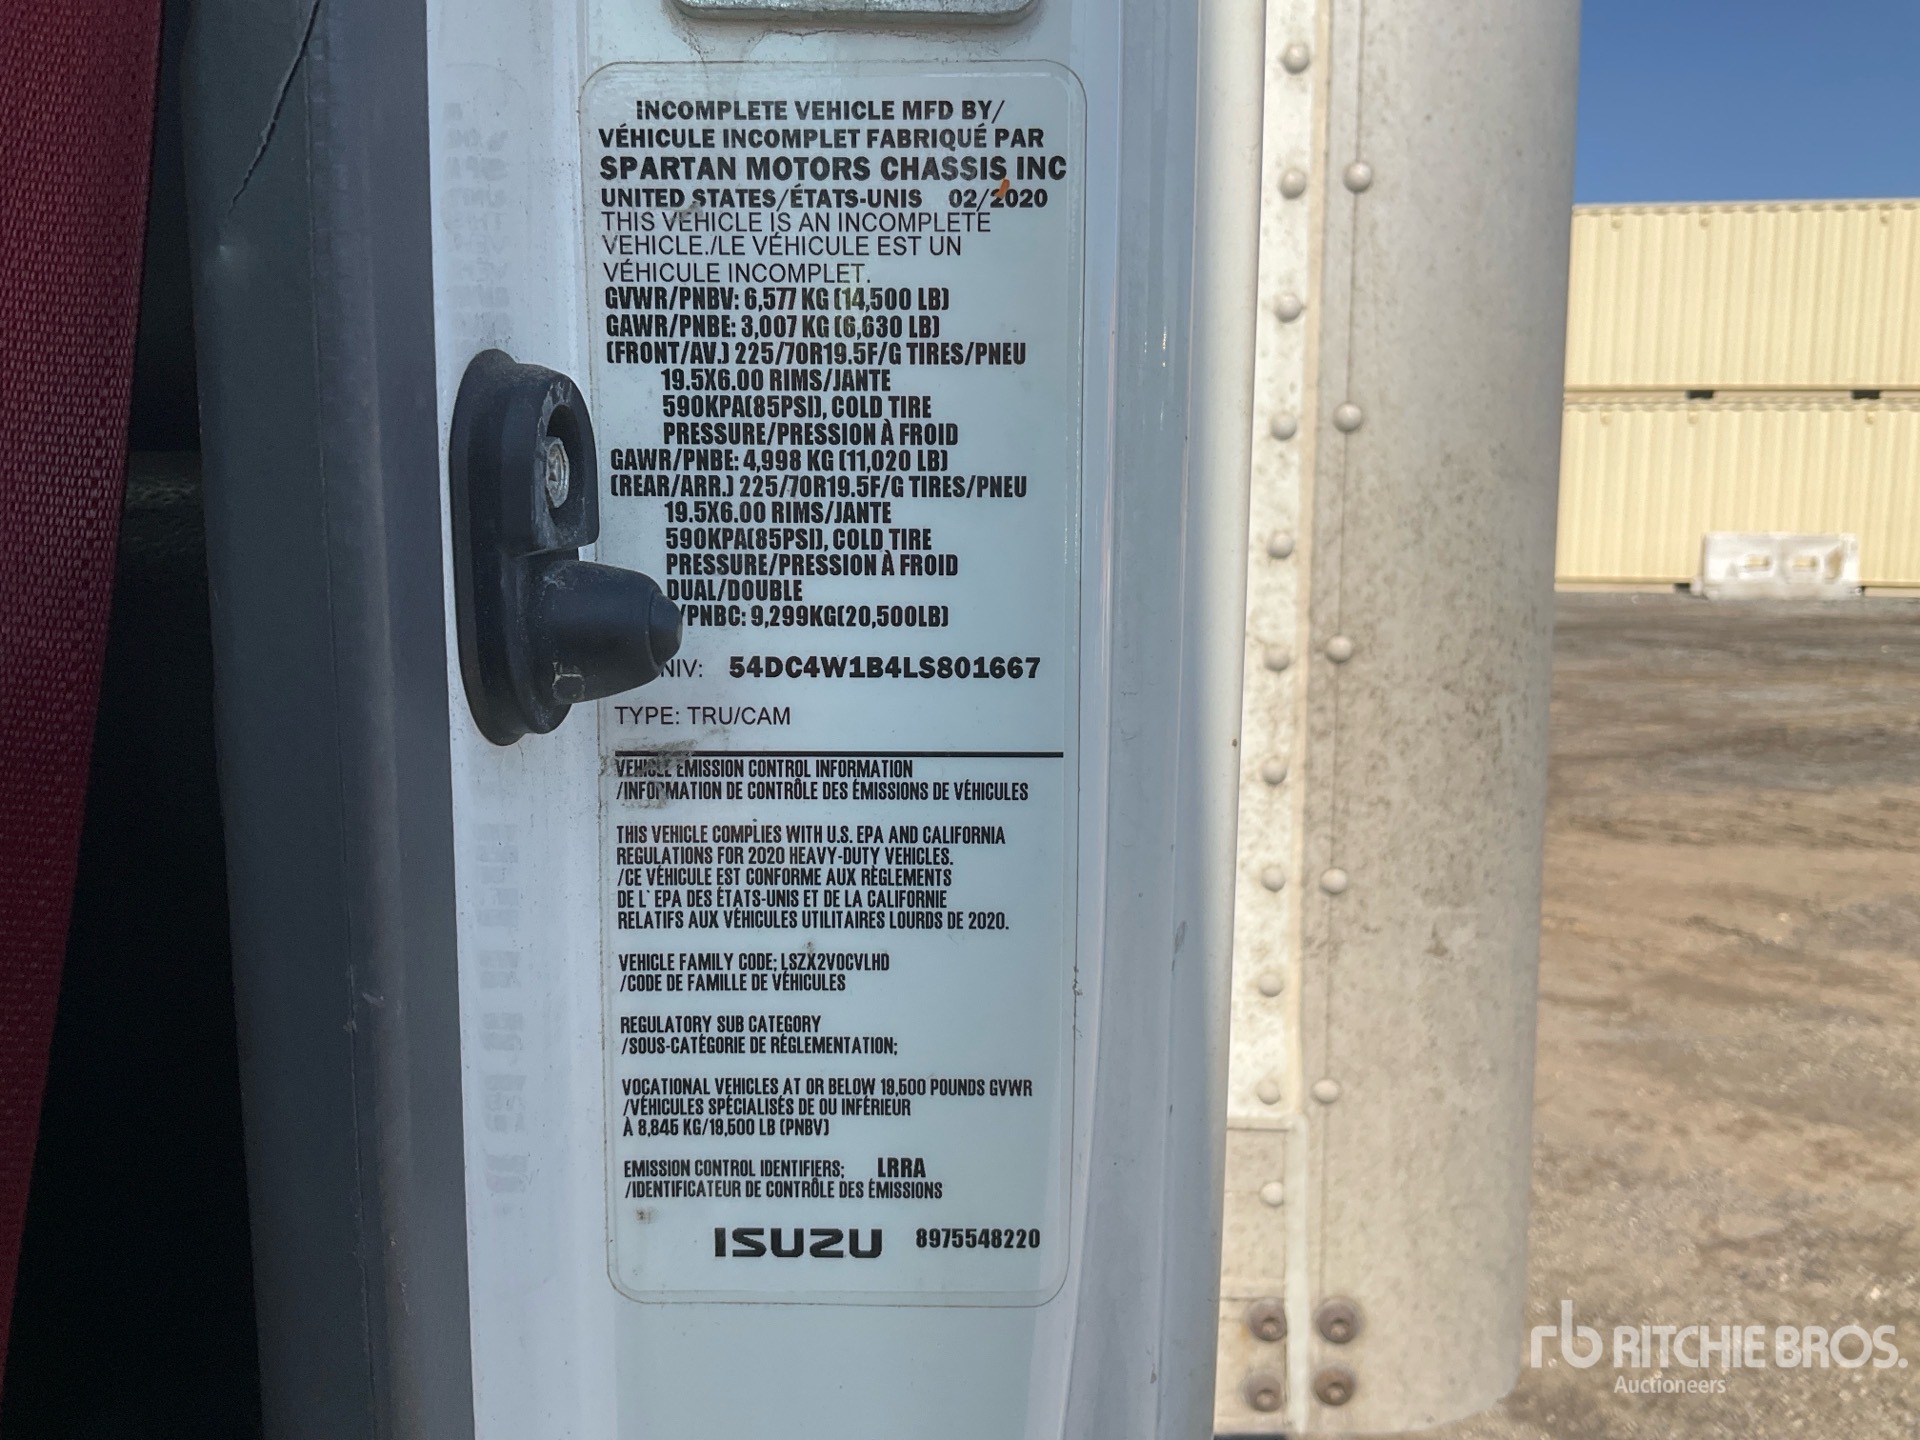 INCOMPLETE VEHICLE MFD BY/
VÉHICULE INCOMPLET FABRIQUÉ PAR
SPARTAN MOTORS CHASSIS INC
UNITED STATES/ÉTATS-UNIS 02/2020
THIS VEHICLE IS AN INCOMPLETE
VEHICLE./LE VÉHICULE EST UN
VÉHICULE INCOMPLET.
GVWR/PNBV: 6,577 KG (14,500 LB)
GAWR/PNBE: 3,007 KG (6,630 LB)
(FRONT/AV.) 225/70R19.5F/G TIRES/PNEU
19.5X6.00 RIMS/JANTE
590KPA(85PSI), COLD TIRE
PRESSURE/PRESSION À FROID
GAWR/PNBE: 4,998 KG (11,020 LB)
(REAR/ARR.) 225/70R19.5F/G TIRES/PNEU
19.5X6.00 RIMS/JANTE
590KPA(85PSI), COLD TIRE
PRESSURE/PRESSION À FROID
DUAL/DOUBLE
/PNBC: 9,299KG(20,500LB)
NIV: 54DC4W1B4LS801667
TYPE: TRU/CAM
VEHICLE EMISSION CONTROL INFORMATION
/INFORMATION DE CONTRÔLE DES ÉMISSIONS DE VÉHICULES
THIS VEHICLE COMPLIES WITH U.S. EPA AND CALIFORNIA
REGULATIONS FOR 2020 HEAVY-DUTY VEHICLES.
/CE VÉHICULE EST CONFORME AUX RÈGLEMENTS
DE L' EPA DES ÉTATS-UNIS ET DE LA CALIFORNIE
RELATIFS AUX VÉHICULES UTILITAIRES LOURDS DE 2020.
VEHICLE FAMILY CODE; LSZX2VOCVLHD
/CODE DE FAMILLE DE VÉHICULES
REGULATORY SUB CATEGORY
/SOUS-CATÉGORIE DE RÉGLEMENTATION;
VOCATIONAL VEHICLES AT OR BELOW 19,500 POUNDS GVWR
/VÉHICULES SPÉCIALISÉS DE OU INFÉRIEUR
À 8,845 KG/19,500 LB (PNBV)
EMISSION CONTROL IDENTIFIERS; LRRA
/IDENTIFICATEUR DE CONTRÔLE DES ÉMISSIONS
ISUZU 8975548220
rb RITCHIE BROS.
Auctioneers